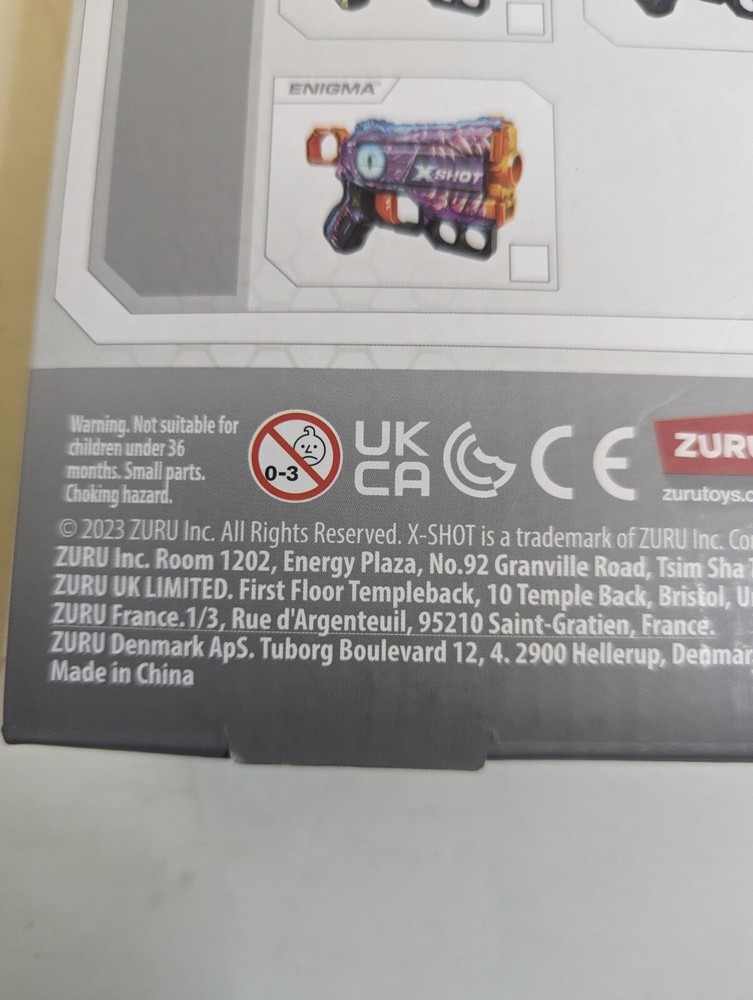 ENIGMA™
X SHOT
Warning. Not suitable for
children under 36
months. Small parts.
Choking hazard.
0-3
UK
CA
CE
ZURU
zurutoys.c
© 2023 ZURU Inc. All Rights Reserved. X-SHOT is a trademark of ZURU Inc. Co
ZURU Inc. Room 1202, Energy Plaza, No.92 Granville Road, Tsim Sha
ZURU UK LIMITED. First Floor Templeback, 10 Temple Back, Bristol, U
ZURU France.1/3, Rue d'Argenteuil, 95210 Saint-Gratien, France.
ZURU Denmark ApS. Tuborg Boulevard 12, 4. 2900 Hellerup, Denmar
Made in China